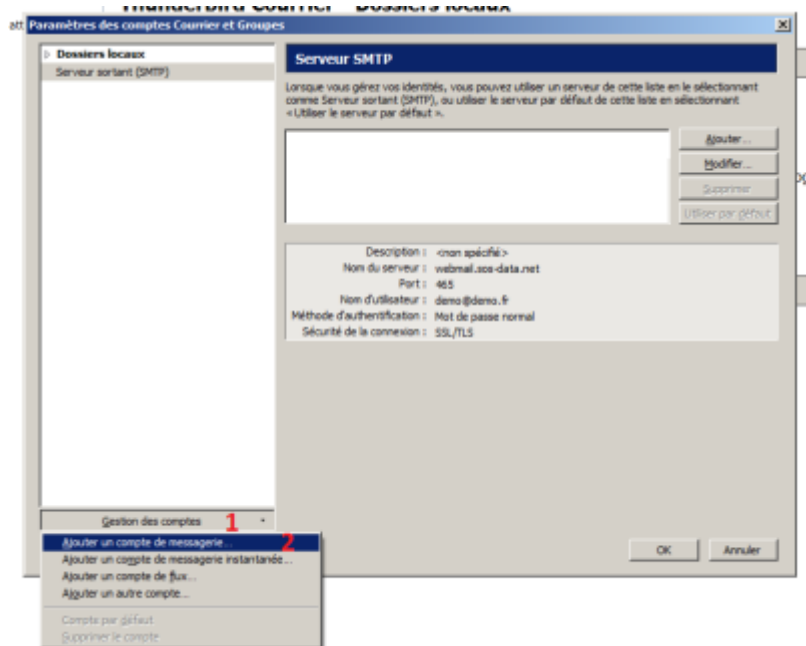 Thunderbird Courrier - Dossiers locaux
att
Paramètres des comptes Courrier et Groupes
Dossiers locaux
Serveur sortant (SMTP)
Serveur SMTP
Lorsque vous gérez vos identités, vous pouvez utiliser un serveur de cette liste en le sélectionnant
comme Serveur sortant (SMTP), ou utiliser le serveur par défaut de cette liste en sélectionnant
« Utiliser le serveur par défaut ».
Ajouter...
Modifier...
Supprimer
Utiliser par défaut
Description : <non spécifié>
Nom du serveur : webmail.sos-data.net
Port : 465
Nom d'utilisateur : demo@demo.fr
Méthode d'authentification : Mot de passe normal
Sécurité de la connexion : SSL/TLS
Gestion des comptes 1
Ajouter un compte de messagerie... 2
Ajouter un compte de messagerie instantanée...
Ajouter un compte de flux...
Ajouter un autre compte...
Compte par défaut
Supprimer le compte
OK Annuler